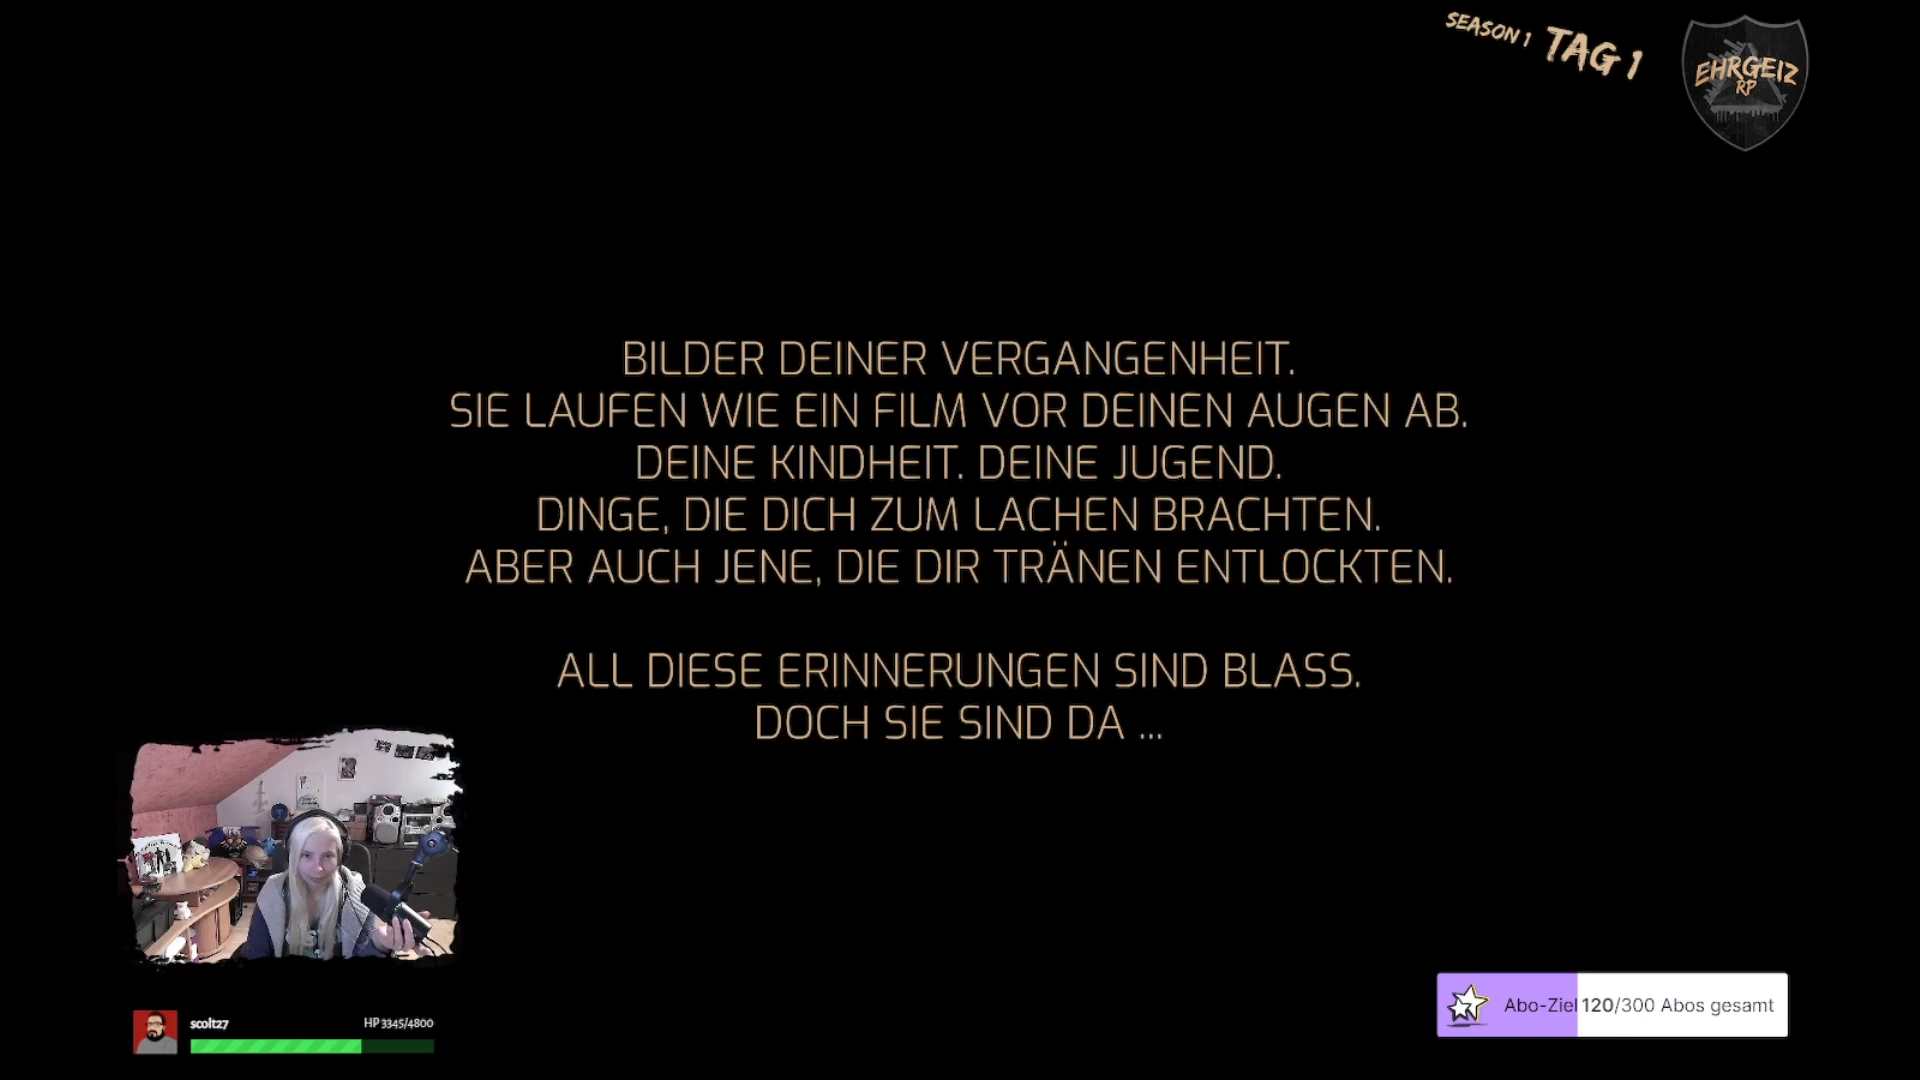 SEASON 1 TAG 1
EHRGEIZ
RP
BILDER DEINER VERGANGENHEIT.
SIE LAUFEN WIE EIN FILM VOR DEINEN AUGEN AB.
DEINE KINDHEIT. DEINE JUGEND.
DINGE, DIE DICH ZUM LACHEN BRACHTEN.
ABER AUCH JENE, DIE DIR TRÄNEN ENTLOCKTEN.
ALL DIESE ERINNERUNGEN SIND BLASS.
DOCH SIE SIND DA ...
scolt27 HP 3345/4800
Abo-Ziel 120/300 Abos gesamt